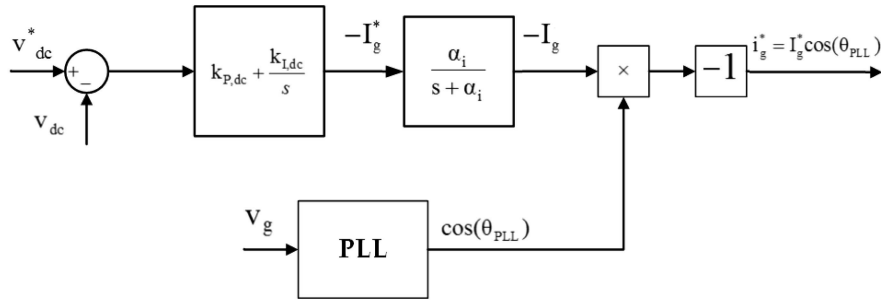 v*dc
+
−
vdc
kP,dc + kI,dc/s
−I*g
αi/(s + αi)
−Ig
×
−1
i*g = I*g cos(θPLL)
Vg
PLL
cos(θPLL)